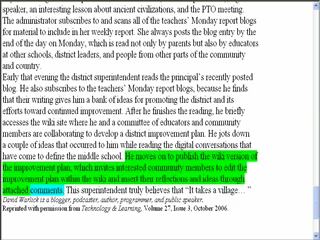 speaker, an interesting lesson about ancient civilizations, and the PTO meeting.
The administrator subscribes to and scans all of the teachers' Monday report blogs
for material to include in her weekly report. She always posts the blog entry by the
end of the day on Monday, which is read not only by parents but also by educators
at other schools, district leaders, and people from other parts of the community
and country.
Early that evening the district superintendent reads the principal's recently posted
blog. He also subscribes to the teachers' Monday report blogs, because he finds
that their writing gives him a bank of ideas for promoting the district and its
efforts toward continued improvement. After he finishes the reading, he briefly
accesses the wiki site where he and a committee of educators and community
members are collaborating to develop a district improvement plan. He jots down
a couple of ideas that occurred to him while reading the digital conversations that
have come to define the middle school. He moves on to publish the wiki version of
the improvement plan, which invites interested community members to edit the
improvement plan within the wiki and insert their reflections and ideas through
attached comments. This superintendent truly believes that "It takes a village… "
David Warlick is a blogger, podcaster, author, programmer, and public speaker.
Reprinted with permission from Technology & Learning, Volume 27, Issue 3, October 2006.